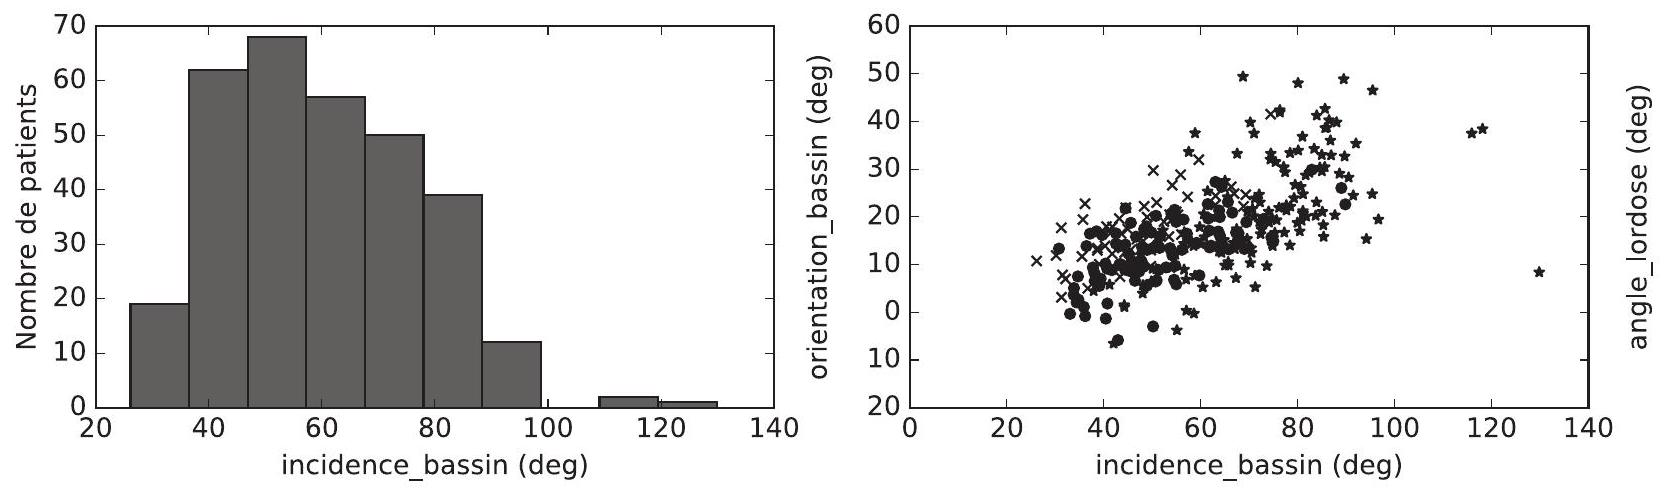 70
60
50
40
30
20
10
0
Nombre de patients
20 40 60 80 100 120 140
incidence_bassin (deg)
60
50
40
30
20
10
0
10
20
orientation_bassin (deg)
0 20 40 60 80 100 120 140
incidence_bassin (deg)
angle_lordose (deg)